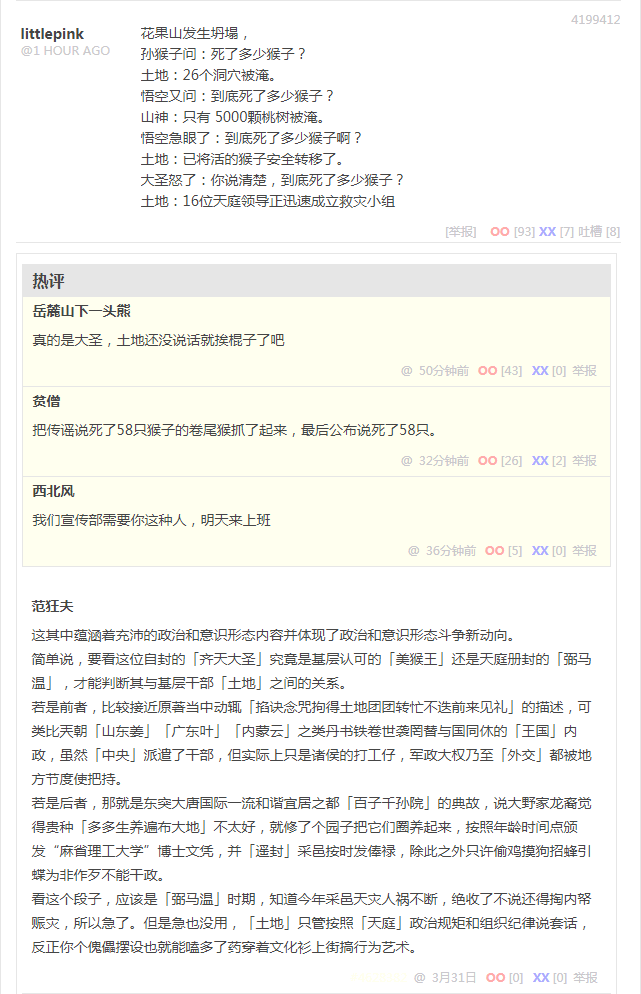 4199412
littlepink
@1 HOUR AGO
花果山发生坍塌，
孙猴子问：死了多少猴子？
土地：26个洞穴被淹。
悟空又问：到底死了多少猴子？
山神：只有 5000颗桃树被淹。
悟空急眼了：到底死了多少猴子啊？
土地：已将活的猴子安全转移了。
大圣怒了：你说清楚，到底死了多少猴子？
土地：16位天庭领导正迅速成立救灾小组
[举报] OO [93] XX [7] 吐槽 [8]
热评
岳麓山下一头熊
真的是大圣，土地还没说话就挨棍子了吧
@ 50分钟前 OO [43] XX [0] 举报
贫僧
把传谣说死了58只猴子的卷尾猴抓了起来，最后公布说死了58只。
@ 32分钟前 OO [26] XX [2] 举报
西北风
我们宣传部需要你这种人，明天来上班
@ 36分钟前 OO [5] XX [0] 举报
范狂夫
这其中蕴涵着充沛的政治和意识形态内容并体现了政治和意识形态斗争新动向。
简单说，要看这位自封的「齐天大圣」究竟是基层认可的「美猴王」还是天庭册封的「弼马
温」，才能判断其与基层干部「土地」之间的关系。
若是前者，比较接近原著当中动辄「掐诀念咒拘得土地团团转忙不迭前来见礼」的描述，可
类比天朝「山东姜」「广东叶」「内蒙云」之类丹书铁卷世袭罔替与国同休的「王国」内
政，虽然「中央」派遣了干部，但实际上只是诸侯的打工仔，军政大权乃至「外交」都被地
方节度使把持。
若是后者，那就是东突大唐国际一流和谐宜居之都「百子千孙院」的典故，说大野家龙裔觉
得贵种「多多生养遍布大地」不太好，就修了个园子把它们圈养起来，按照年龄时间点颁
发“麻省理工大学”博士文凭，并「遥封」采邑按时发俸禄，除此之外只许偷鸡摸狗招蜂引
蝶为非作歹不能干政。
看这个段子，应该是「弼马温」时期，知道今年采邑天灾人祸不断，绝收了不说还得掏内帑
赈灾，所以急了。但是急也没用，「土地」只管按照「天庭」政治规矩和组织纪律说套话，
反正你个傀儡摆设也就能嗑多了药穿着文化衫上街搞行为艺术。
@ 3月31日 OO [0] XX [0] 举报